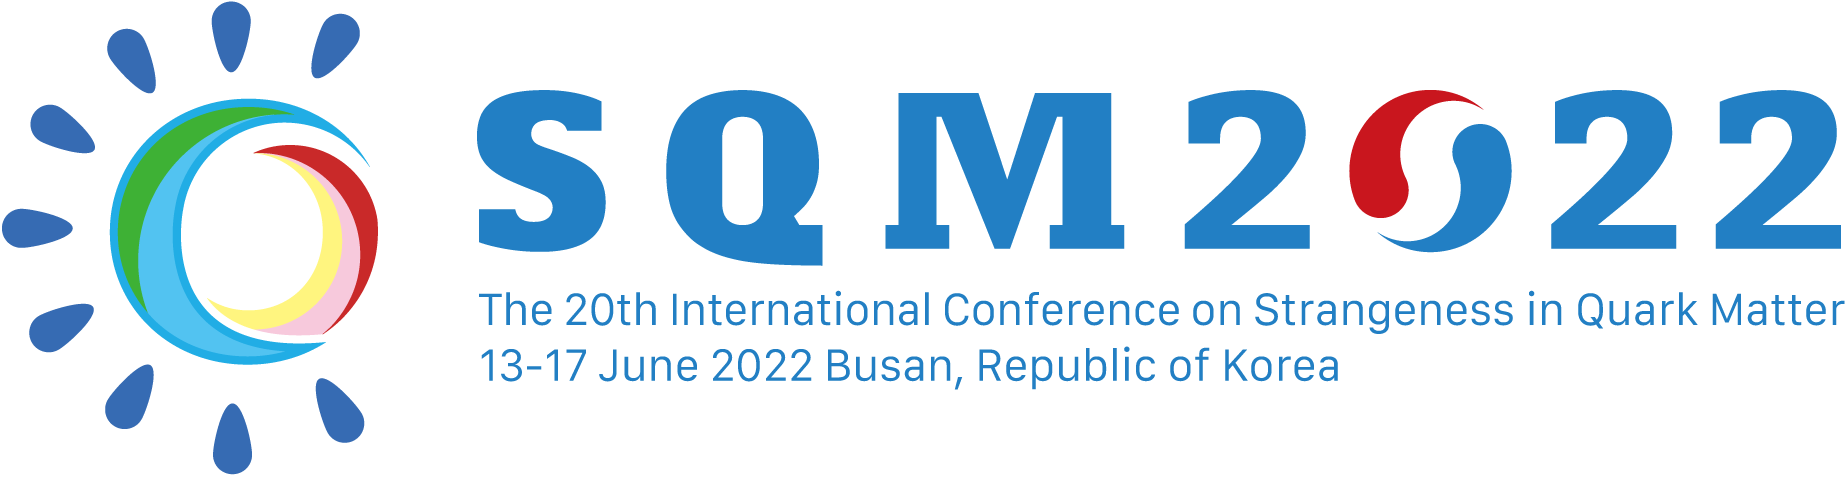 SQM2022
The 20th International Conference on Strangeness in Quark Matter
13-17 June 2022 Busan, Republic of Korea